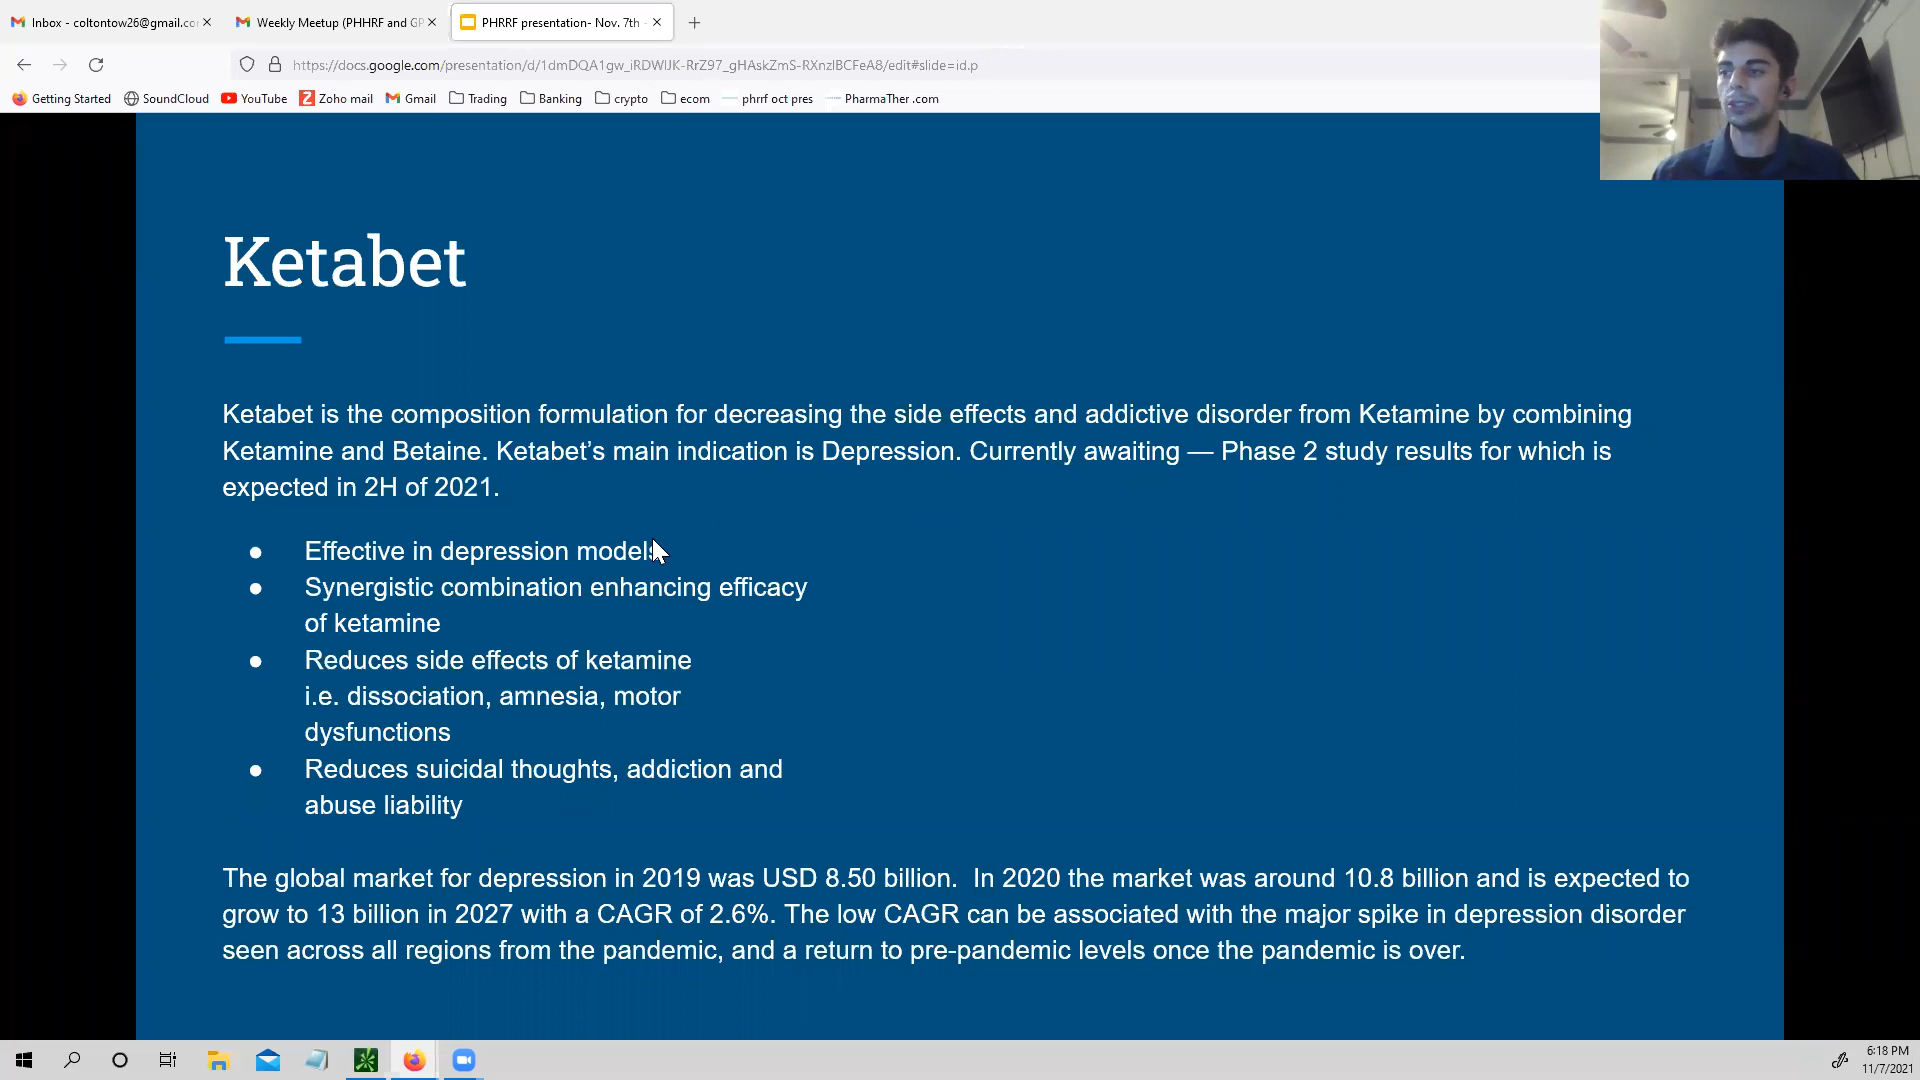 Inbox - coltontow26@gmail.co
Weekly Meetup (PHHRF and GP
PHRRF presentation- Nov. 7th -
https://docs.google.com/presentation/d/1dmDQA1gw_iRDWlJK-RrZ97_gHAskZmS-RXnzlBCFeA8/edit#slide=id.p
Getting Started SoundCloud YouTube Zoho mail Gmail Trading Banking crypto ecom phrrf oct pres PharmaTher .com
Ketabet
Ketabet is the composition formulation for decreasing the side effects and addictive disorder from Ketamine by combining
Ketamine and Betaine. Ketabet’s main indication is Depression. Currently awaiting — Phase 2 study results for which is
expected in 2H of 2021.
● Effective in depression models
● Synergistic combination enhancing efficacy
of ketamine
● Reduces side effects of ketamine
i.e. dissociation, amnesia, motor
dysfunctions
● Reduces suicidal thoughts, addiction and
abuse liability
The global market for depression in 2019 was USD 8.50 billion.  In 2020 the market was around 10.8 billion and is expected to
grow to 13 billion in 2027 with a CAGR of 2.6%. The low CAGR can be associated with the major spike in depression disorder
seen across all regions from the pandemic, and a return to pre-pandemic levels once the pandemic is over.
6:18 PM
11/7/2021